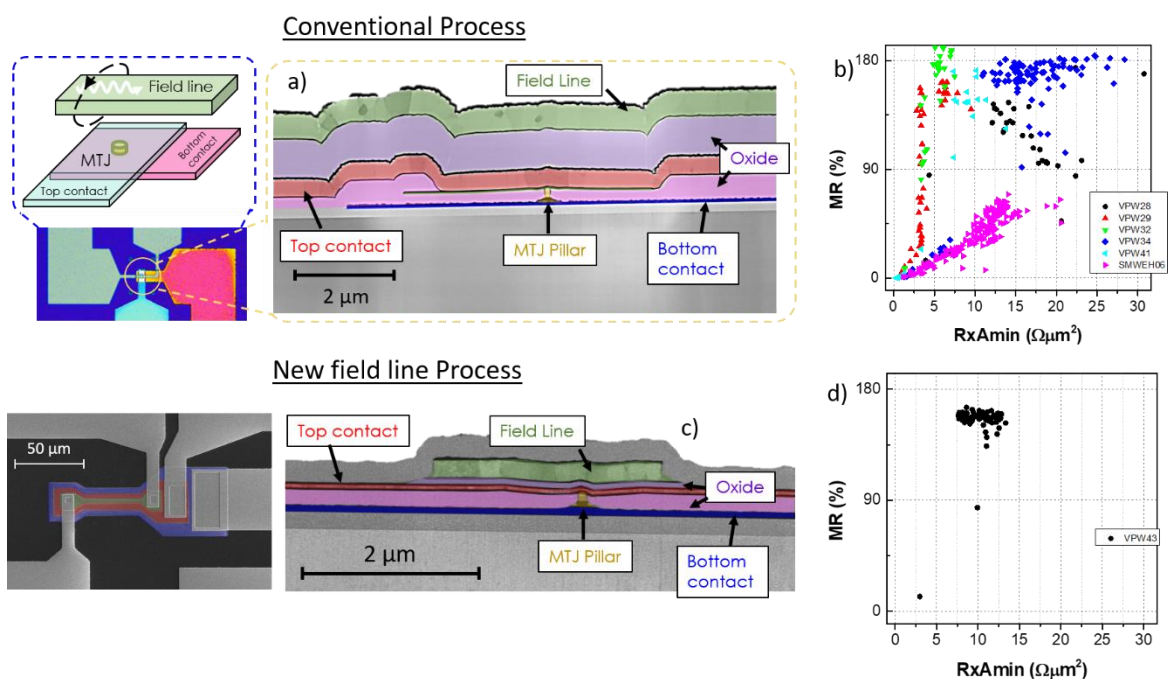 Conventional Process
Field line
MTJ
Bottom contact
Top contact
a)
Field Line
Oxide
Top contact
MTJ Pillar
Bottom contact
2 µm
b)
MR (%)
180
90
0
VPW28
VPW29
VPW32
VPW34
VPW41
SMWEH06
0 5 10 15 20 25 30
RxAmin (Ωµm²)
New field line Process
50 µm
Top contact
Field Line
c)
Oxide
MTJ Pillar
Bottom contact
2 µm
d)
MR (%)
180
90
0
VPW43
0 5 10 15 20 25 30
RxAmin (Ωµm²)